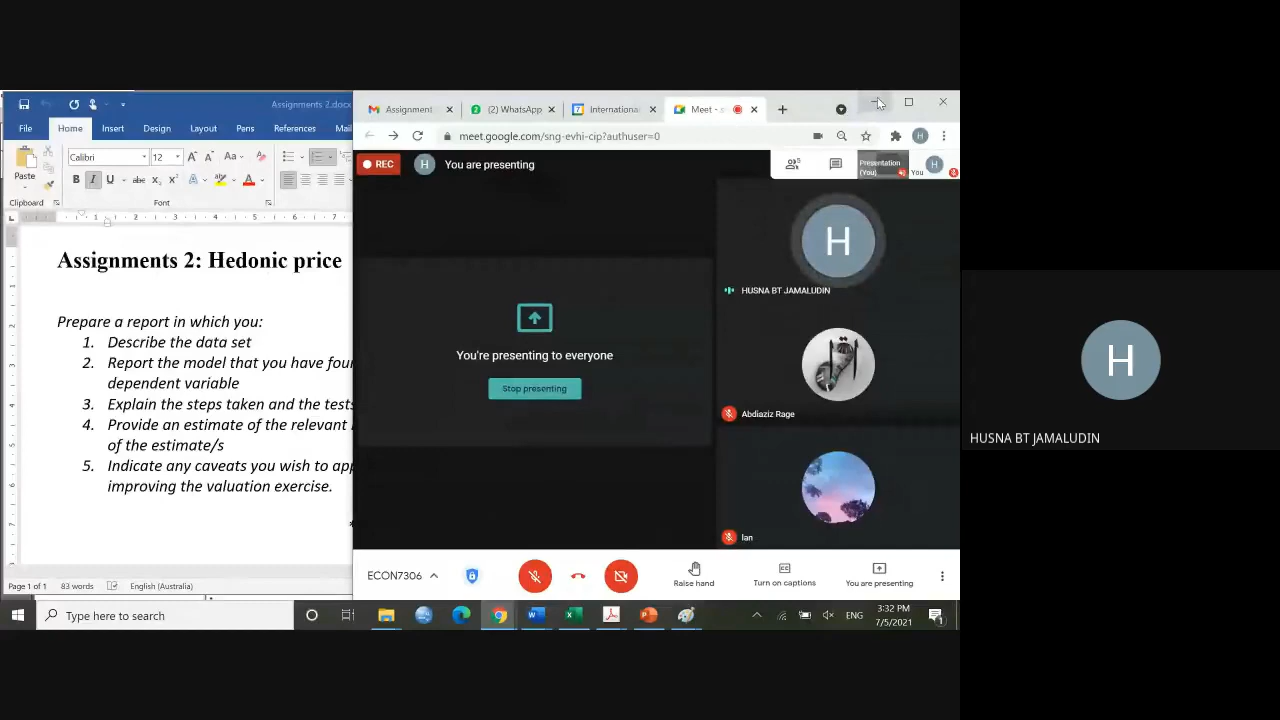 Assignments 2.docx
File Home Insert Design Layout Pens References Mai
Paste
Calibri 12
Clipboard
Font
Assignments 2: Hedonic price
Prepare a report in which you:
1. Describe the data set
2. Report the model that you have four
dependent variable
3. Explain the steps taken and the tests
4. Provide an estimate of the relevant
of the estimate/s
5. Indicate any caveats you wish to app
improving the valuation exercise.
Page 1 of 1 83 words English (Australia)
Assignment
(2) WhatsApp
Internationa
Meet - 
meet.google.com/sng-evhi-cip?authuser=0
REC
H
You are presenting
5
Presentation
(You)
H
You
H
HUSNA BT JAMALUDIN
You're presenting to everyone
Stop presenting
Abdiaziz Rage
Ian
ECON7306
Raise hand
Turn on captions
You are presenting
Type here to search
ENG
3:32 PM
7/5/2021
1
H
HUSNA BT JAMALUDIN